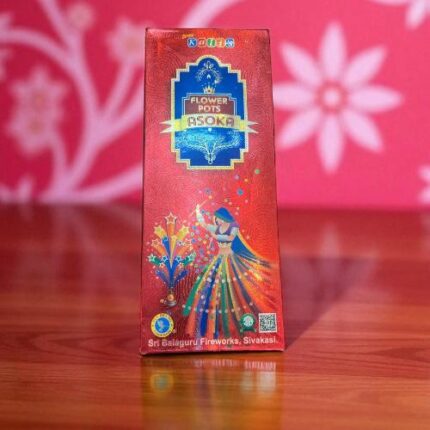 FLOWER
POTS
ASOKA
Sri Balaguru Fireworks, Sivakasi.